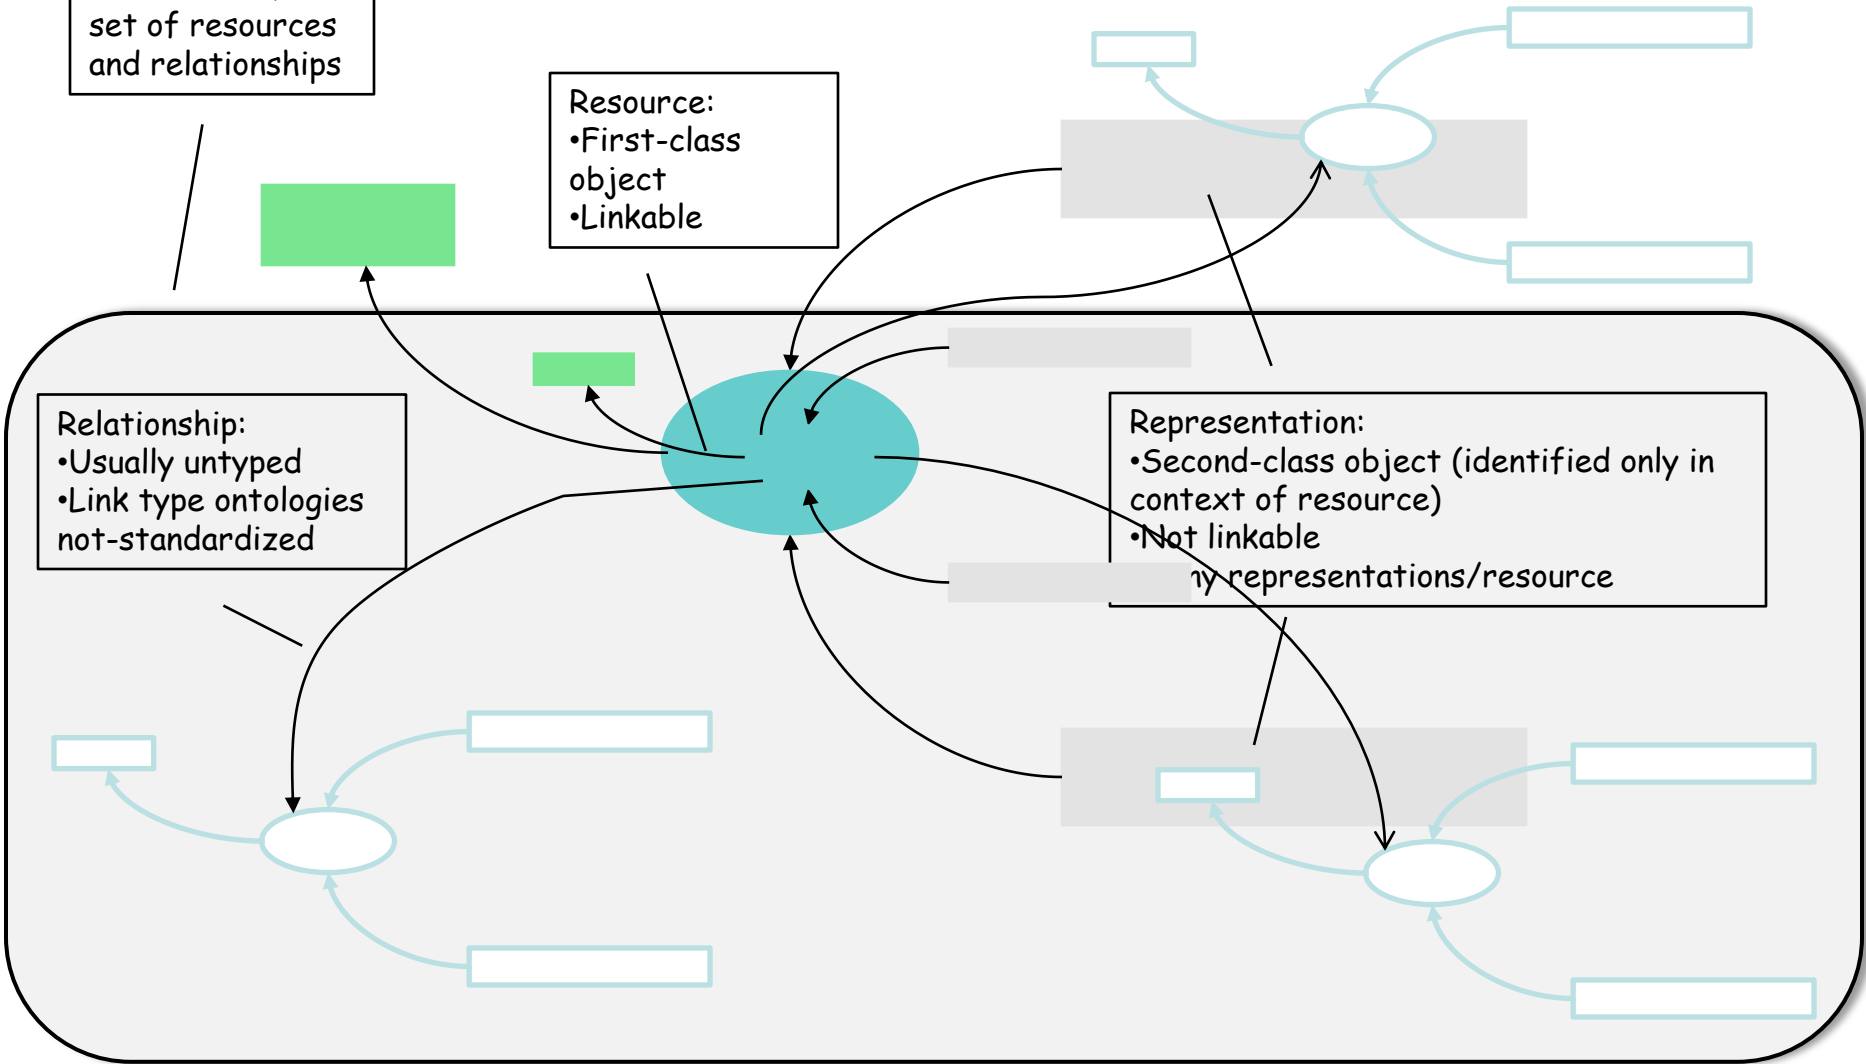 set of resources
and relationships
Resource:
•First-class
object
•Linkable
Relationship:
•Usually untyped
•Link type ontologies
not-standardized
Representation:
•Second-class object (identified only in
context of resource)
•Not linkable
representations/resource